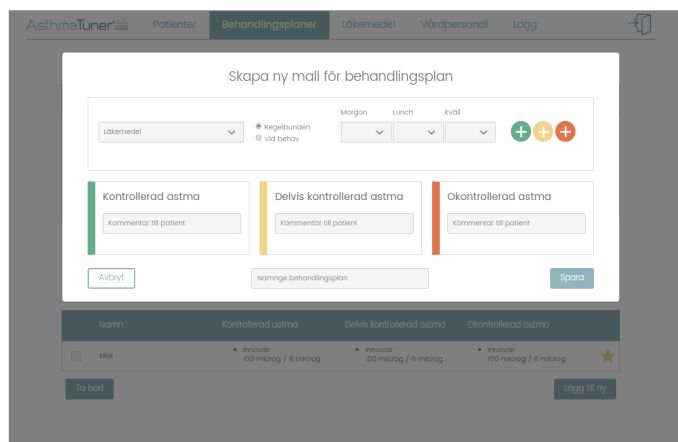 AsthmaTuner Patienter Behandlingsplaner Läkemedel Vårdpersonal Logg
Skapa ny mall för behandlingsplan
Morgon Lunch Kväll
Läkemedel
Regelbunden
Vid behov
Kontrollerad astma Delvis kontrollerad astma Okontrollerad astma
Kommentar till patient Kommentar till patient Kommentar till patient
Avbryt Namnge behandlingsplan Spara
Namn Kontrollerad astma Delvis kontrollerad astma Okontrollerad astma
• Innovair • Innovair • Innovair
100 microg / 6 microg 100 microg / 6 microg 100 microg / 6 microg
Ta bort Lägg till ny